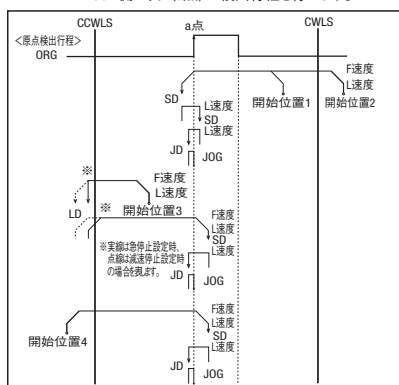 CCWLS a点 CWLS
<原点検出行程>
ORG
F速度
L速度
SD
L速度
SD
開始位置1 開始位置2
L速度
JD JOG
※
F速度
L速度
LD ※ 開始位置3
F速度
L速度
SD
※実線は急停止設定時、
点線は減速停止設定時
の場合を表します。
L速度
JD JOG
F速度
L速度
SD
開始位置4
L速度
JD JOG